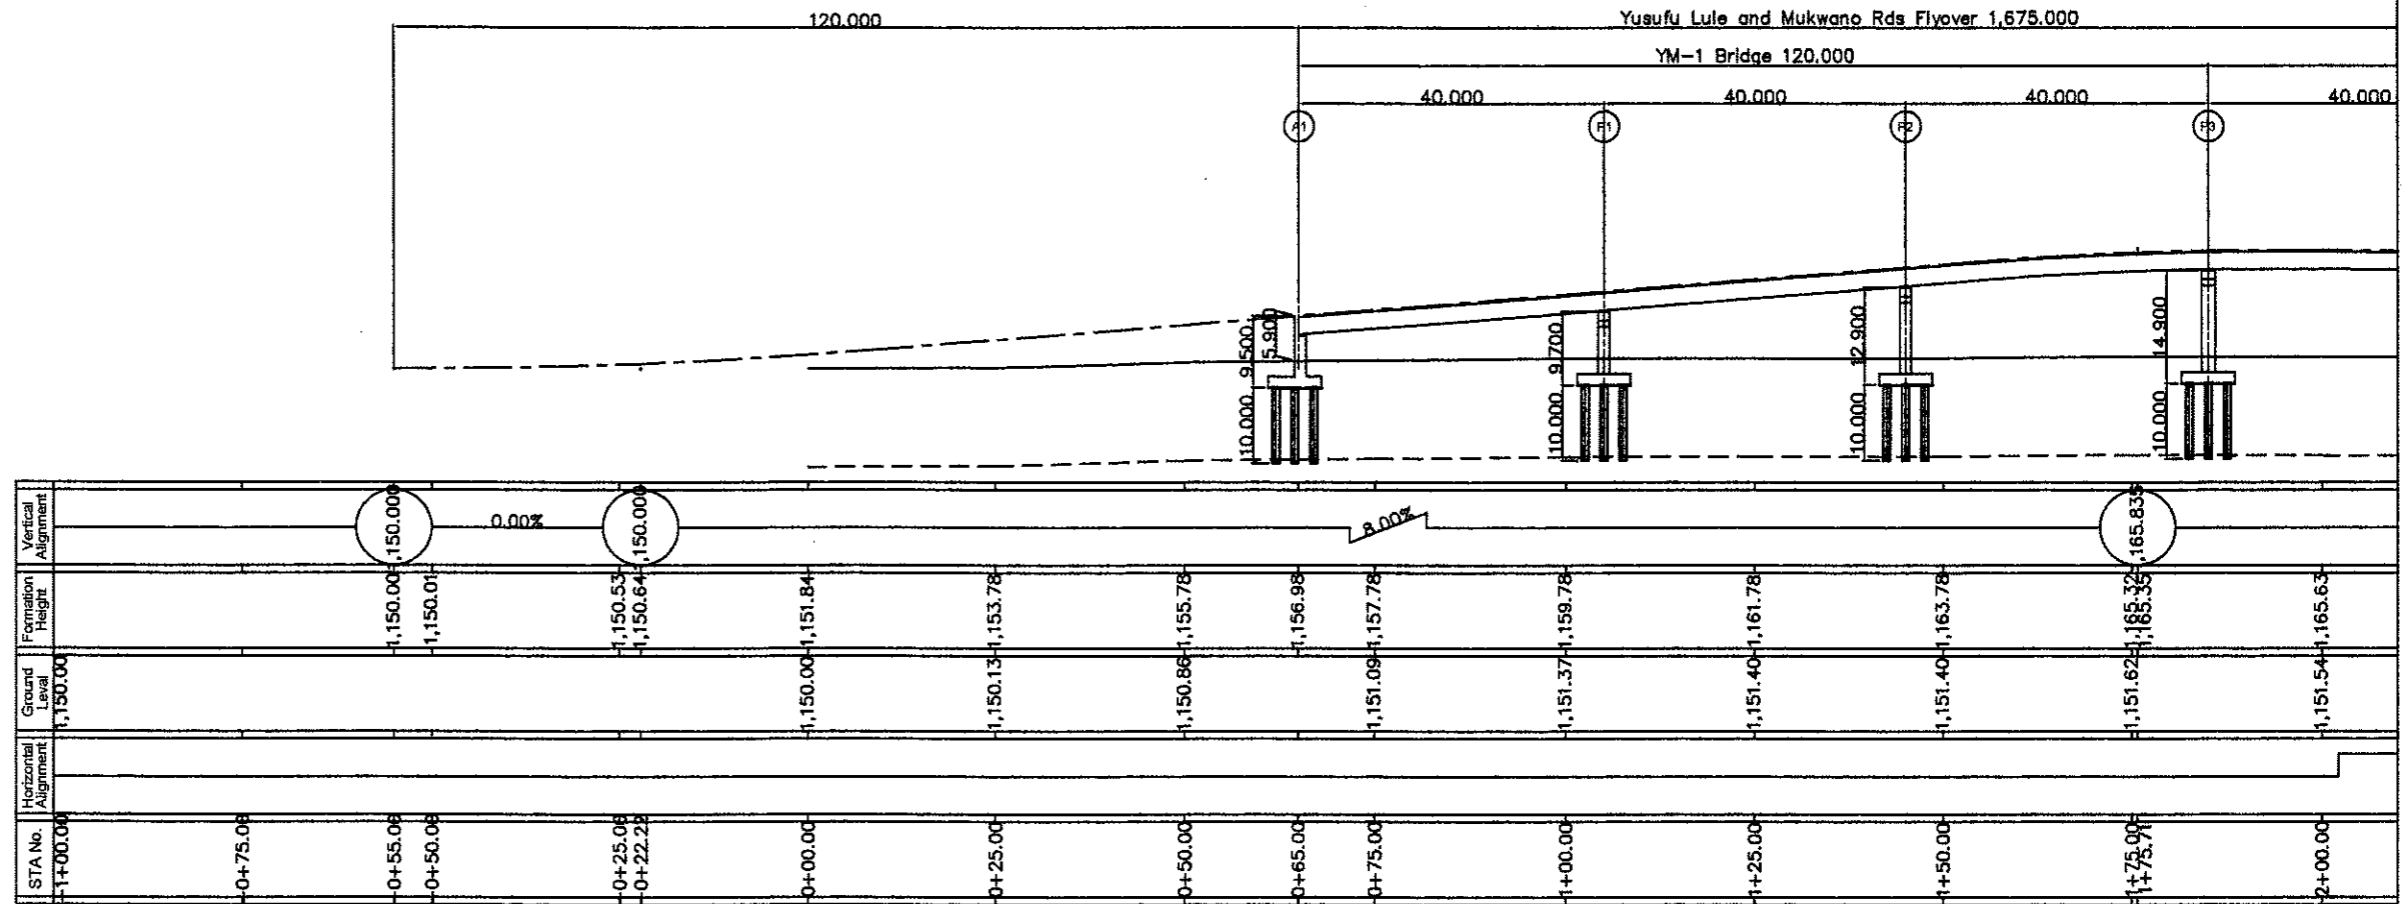 120.000
Yusufu Lule and Mukwano Rds Flyover 1,675.000
YM-1 Bridge 120.000
40.000 40.000 40.000 40.000
A1 P1 P2 P3
9.500 5.900 9.700 12.900 14.900
10.000 10.000 10.000 10.000
Vertical Alignment
1,150.000 0.00% 1,150.000 8.00% 1,165.835
Formation Height
1,150.00 1,150.01 1,150.53 1,150.64 1,151.84 1,153.78 1,155.78 1,156.98 1,157.78 1,159.78 1,161.78 1,163.78 1,165.32 1,165.35 1,165.63
Ground Leval
1,150.00 1,150.00 1,150.13 1,150.86 1,151.09 1,151.37 1,151.40 1,151.40 1,151.62 1,151.54
Horizontal Alignment
STA No.
-1+00.00 -0+75.08 -0+55.08 -0+50.08 -0+25.08 -0+22.22 0+00.00 0+25.00 0+50.00 0+65.00 0+75.00 1+00.00 1+25.00 1+50.00 1+75.00 1+75.71 2+00.00